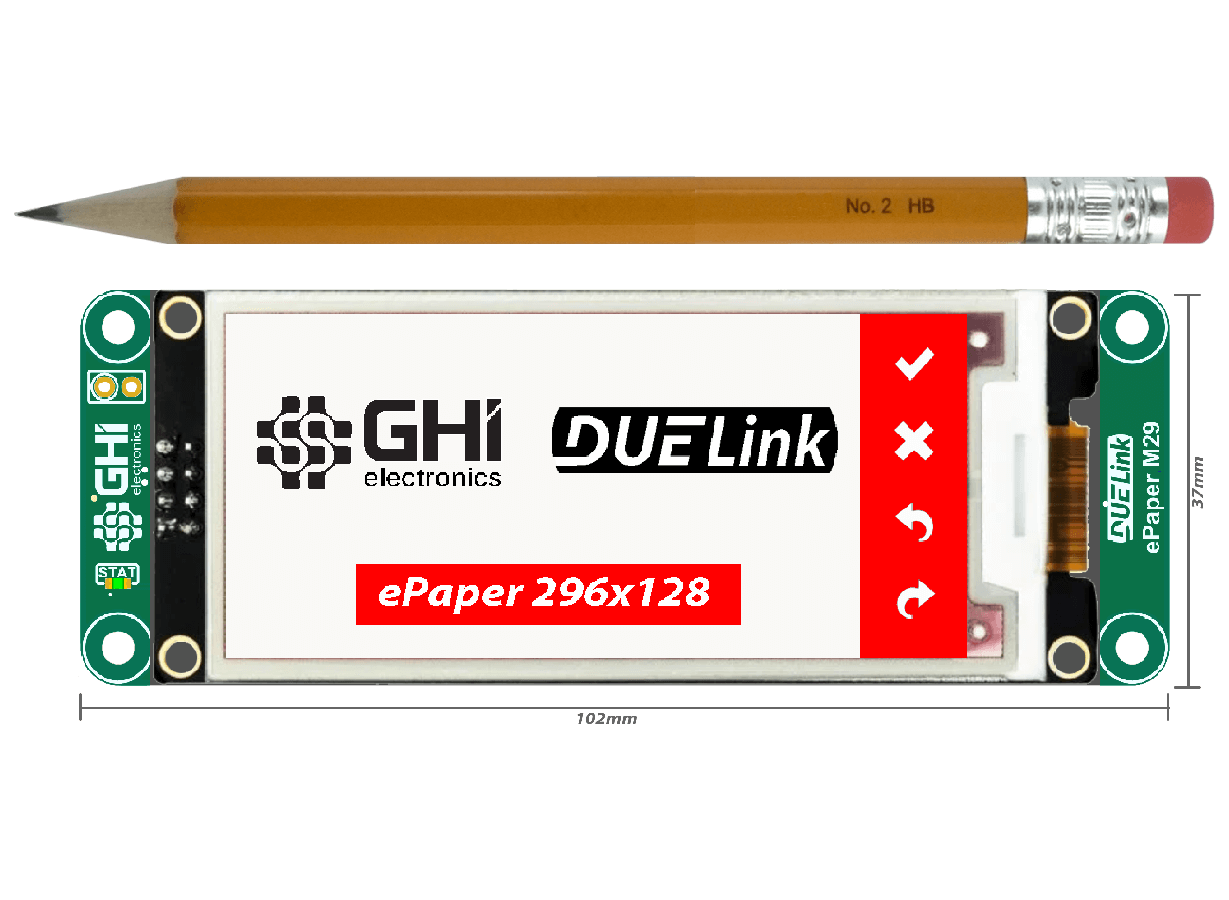 No. 2 HB
GHI
electronics
STAT
GHI
electronics
DUELink
ePaper 296x128
DUELink
ePaper M29
37mm
102mm